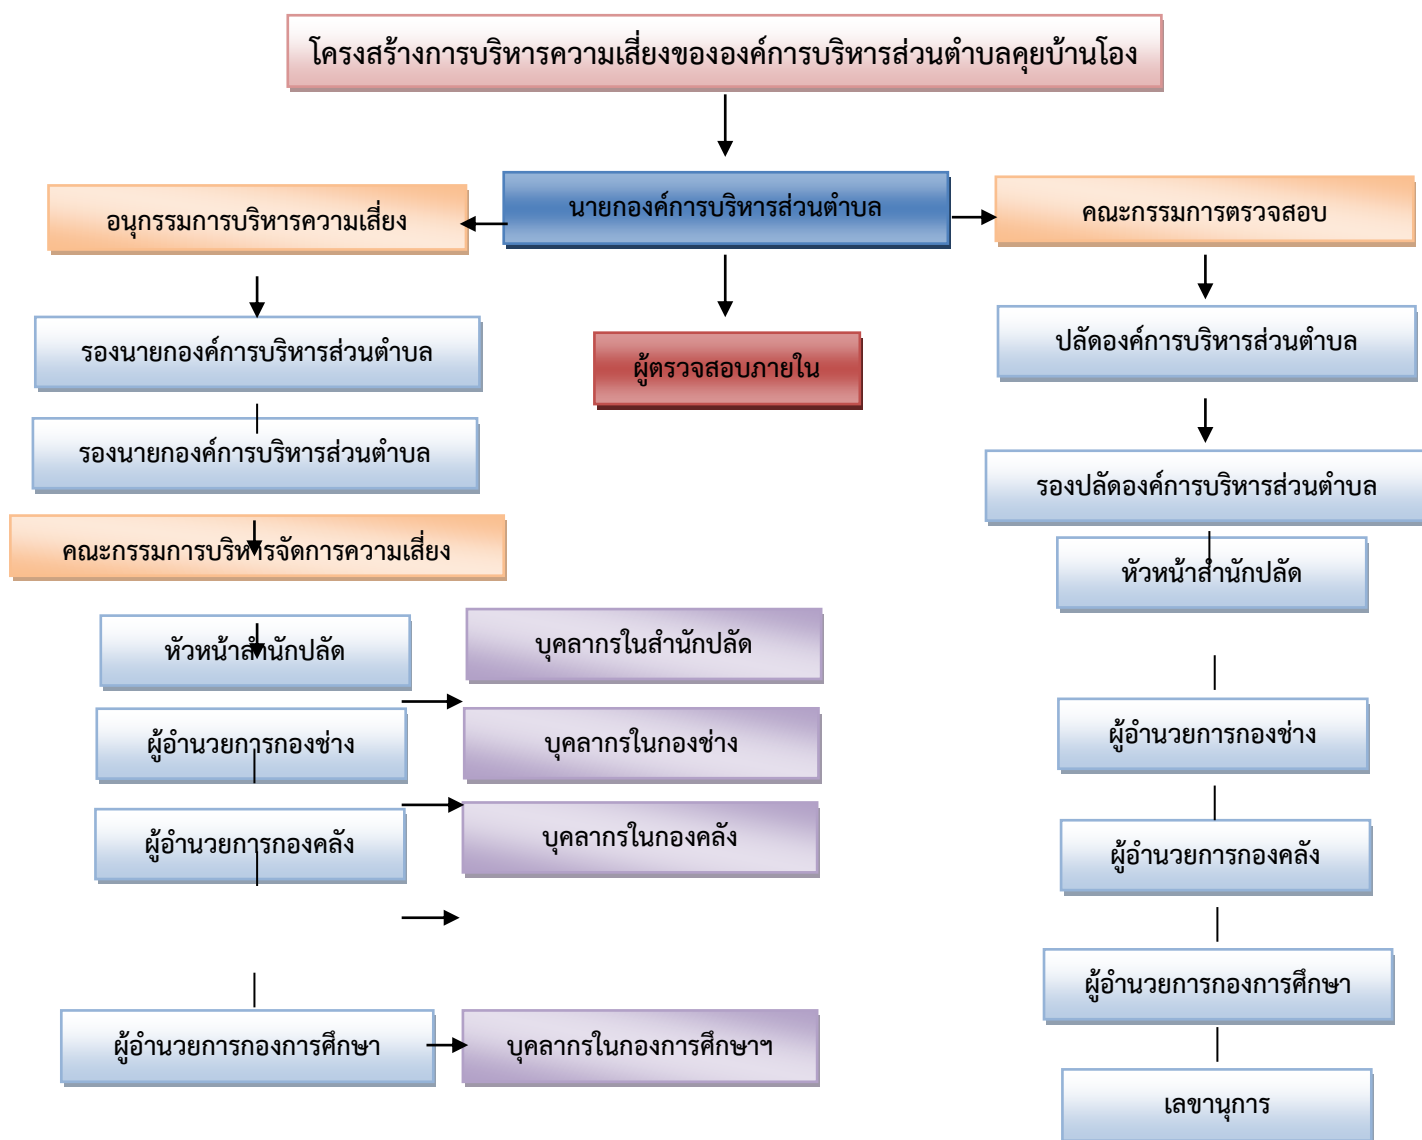 โครงสร้างการบริหารความเสี่ยงขององค์การบริหารส่วนตำบลคุยบ้านโอง
นายกองค์การบริหารส่วนตำบล
อนุกรรมการบริหารความเสี่ยง
คณะกรรมการตรวจสอบ
ผู้ตรวจสอบภายใน
รองนายกองค์การบริหารส่วนตำบล
รองนายกองค์การบริหารส่วนตำบล
คณะกรรมการบริหารจัดการความเสี่ยง
หัวหน้าสำนักปลัด
บุคลากรในสำนักปลัด
ผู้อำนวยการกองช่าง
บุคลากรในกองช่าง
ผู้อำนวยการกองคลัง
บุคลากรในกองคลัง
ผู้อำนวยการกองการศึกษา
บุคลากรในกองการศึกษาฯ
ปลัดองค์การบริหารส่วนตำบล
รองปลัดองค์การบริหารส่วนตำบล
หัวหน้าสำนักปลัด
ผู้อำนวยการกองช่าง
ผู้อำนวยการกองคลัง
ผู้อำนวยการกองการศึกษา
เลขานุการ